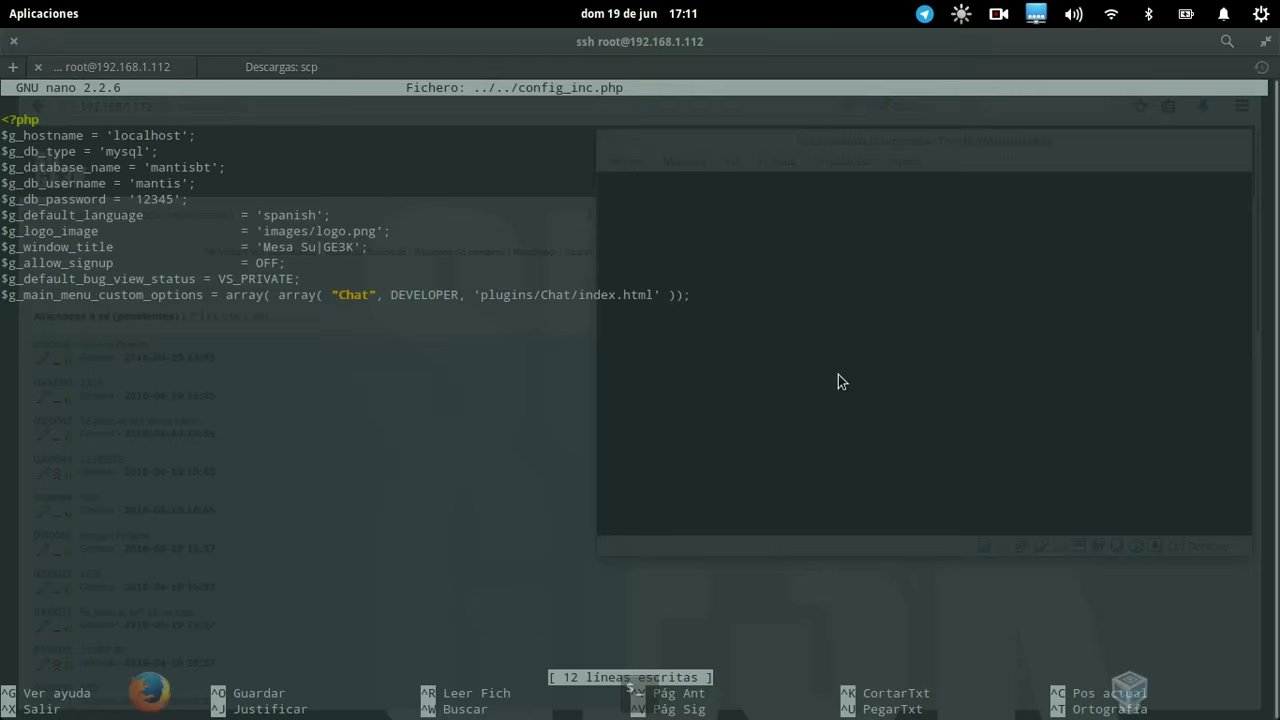 Aplicaciones dom 19 de jun 17:11
ssh root@192.168.1.112
... root@192.168.1.112 Descargas: scp
GNU nano 2.2.6 Fichero: ../../config_inc.php
<?php
$g_hostname = 'localhost';
$g_db_type = 'mysql';
$g_database_name = 'mantisbt';
$g_db_username = 'mantis';
$g_db_password = '12345';
$g_default_language = 'spanish';
$g_logo_image = 'images/logo.png';
$g_window_title = 'Mesa Su|GE3K';
$g_allow_signup = OFF;
$g_default_bug_view_status = VS_PRIVATE;
$g_main_menu_custom_options = array( array( "Chat", DEVELOPER, 'plugins/Chat/index.html' ));
[ 12 líneas escritas ]
^G Ver ayuda ^O Guardar ^R Leer Fich ^Y Pág Ant ^K CortarTxt ^C Pos actual
^X Salir ^J Justificar ^W Buscar ^V Pág Sig ^U PegarTxt ^T Ortografía